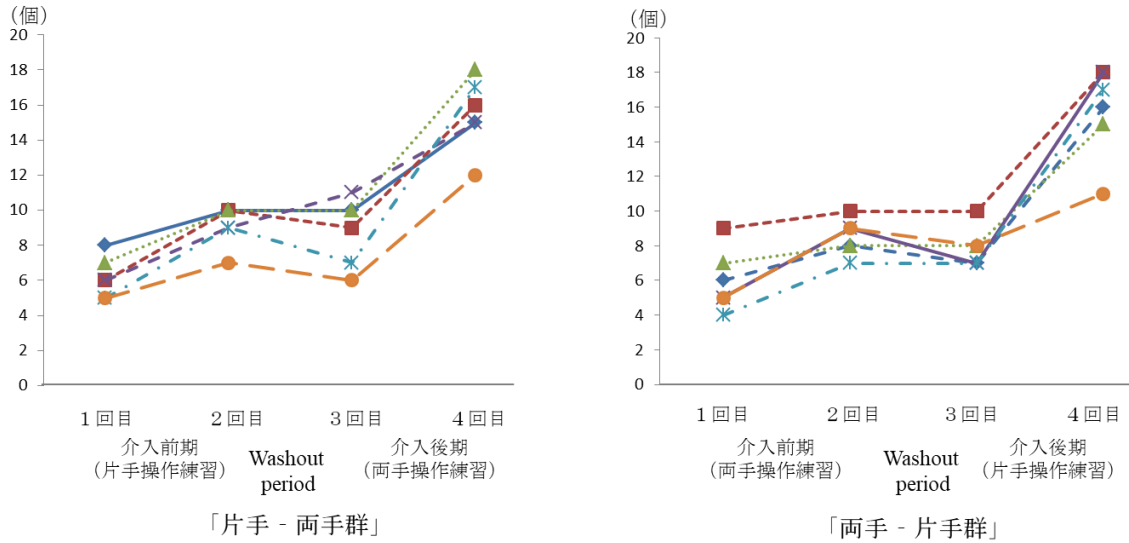 （個）
20
18
16
14
12
10
8
6
4
2
0
１回目 ２回目 ３回目 ４回目
介入前期
（片手操作練習）
Washout
period
介入後期
（両手操作練習）
「片手‐両手群」
（個）
20
18
16
14
12
10
8
6
4
2
0
１回目 ２回目 ３回目 ４回目
介入前期
（両手操作練習）
Washout
period
介入後期
（片手操作練習）
「両手‐片手群」